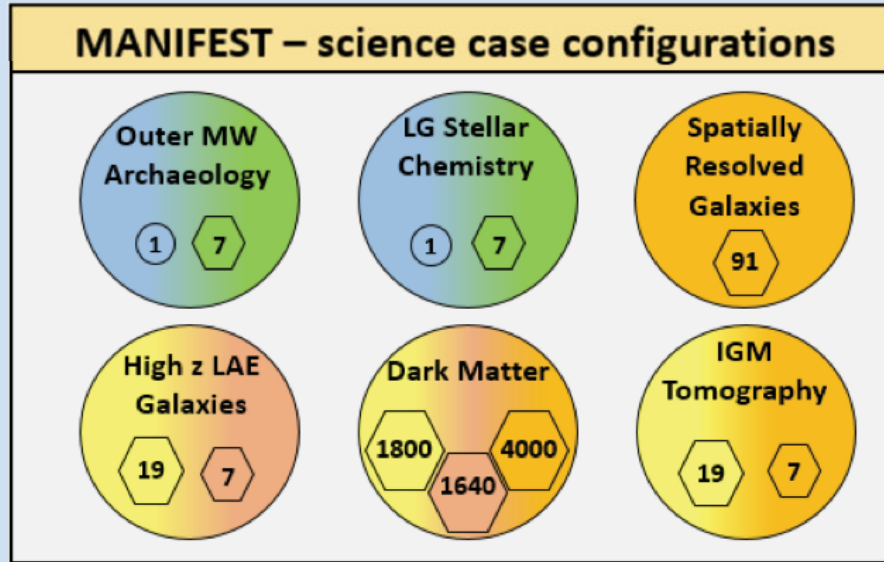 MANIFEST – science case configurations
Outer MW
Archaeology
1
7
LG Stellar
Chemistry
1
7
Spatially
Resolved
Galaxies
91
High z LAE
Galaxies
19
7
Dark Matter
1800
4000
1640
IGM
Tomography
19
7